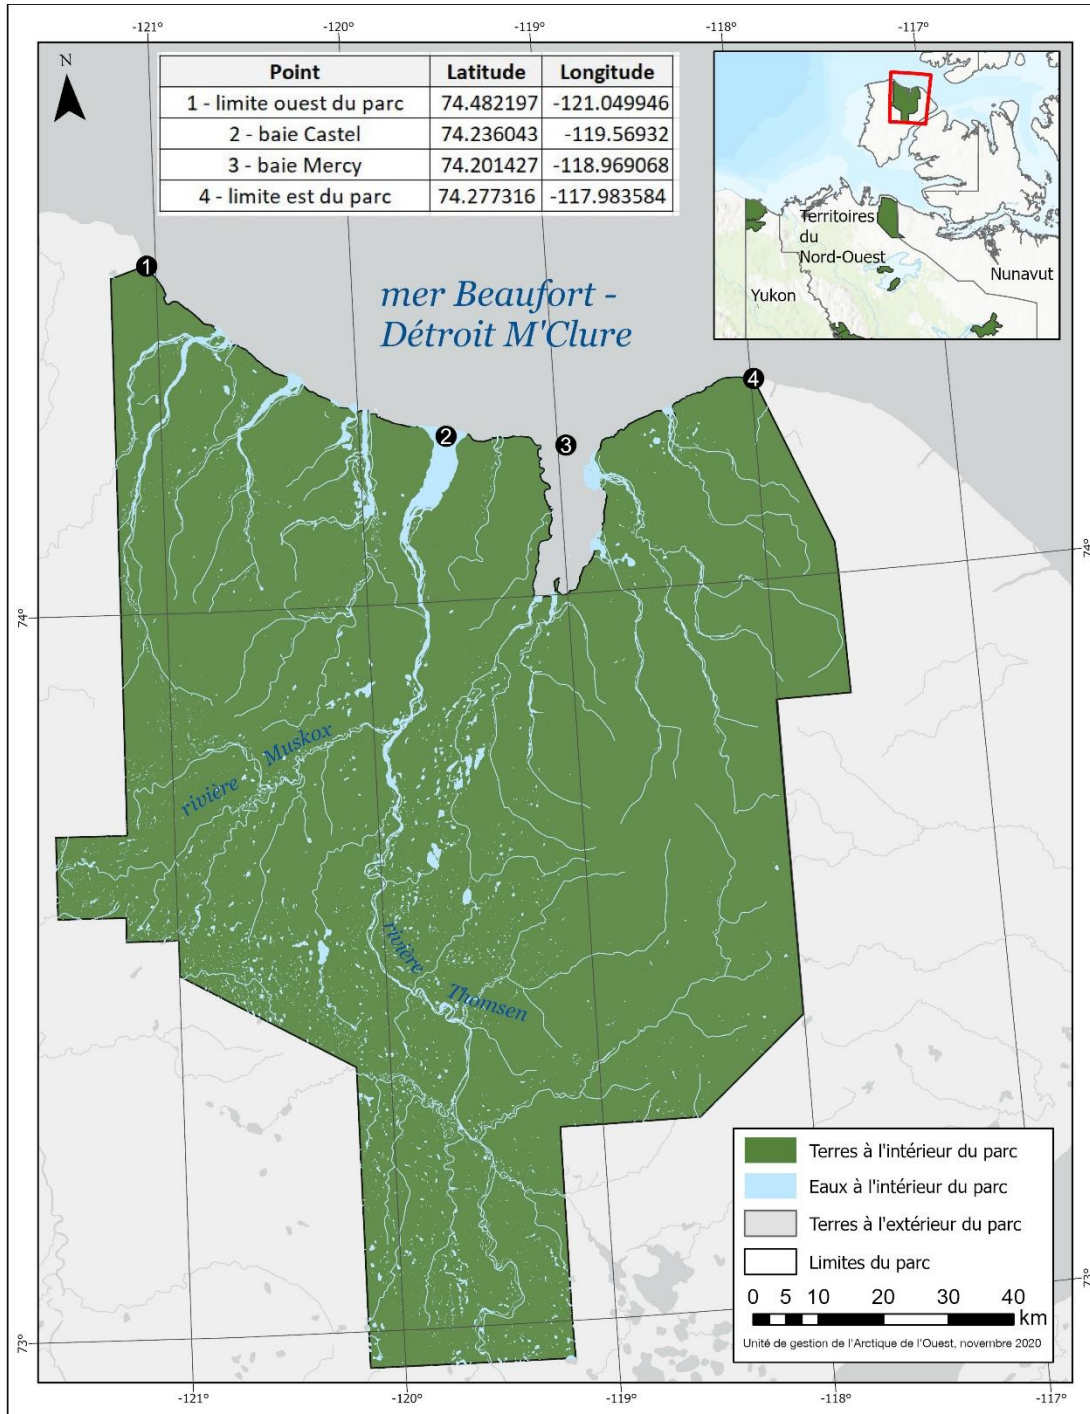 -121°
-120°
-119°
-118°
-117°
N
Point Latitude Longitude
1 - limite ouest du parc 74.482197 -121.049946
2 - baie Castel 74.236043 -119.56932
3 - baie Mercy 74.201427 -118.969068
4 - limite est du parc 74.277316 -117.983584
Territoires
du
Nord-Ouest
Nunavut
Yukon
1
mer Beaufort -
Détroit M'Clure
4
2
3
74°
74°
rivière Muskox
rivière Thomsen
Terres à l'intérieur du parc
Eaux à l'intérieur du parc
Terres à l'extérieur du parc
Limites du parc
0 5 10 20 30 40
km
Unité de gestion de l'Arctique de l'Ouest, novembre 2020
73°
73°
-121°
-120°
-119°
-118°
-117°